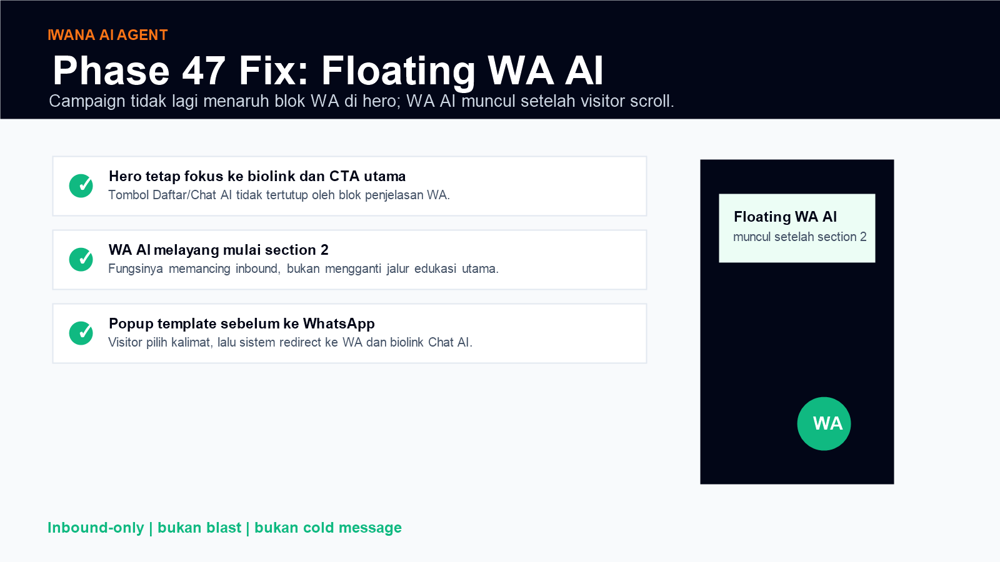 IWANA AI AGENT
Phase 47 Fix: Floating WA AI
Campaign tidak lagi menaruh blok WA di hero; WA AI muncul setelah visitor scroll.
Hero tetap fokus ke biolink dan CTA utama
Tombol Daftar/Chat AI tidak tertutup oleh blok penjelasan WA.
WA AI melayang mulai section 2
Fungsinya memancing inbound, bukan mengganti jalur edukasi utama.
Popup template sebelum ke WhatsApp
Visitor pilih kalimat, lalu sistem redirect ke WA dan biolink Chat AI.
Floating WA AI
muncul setelah section 2
WA
Inbound-only | bukan blast | bukan cold message